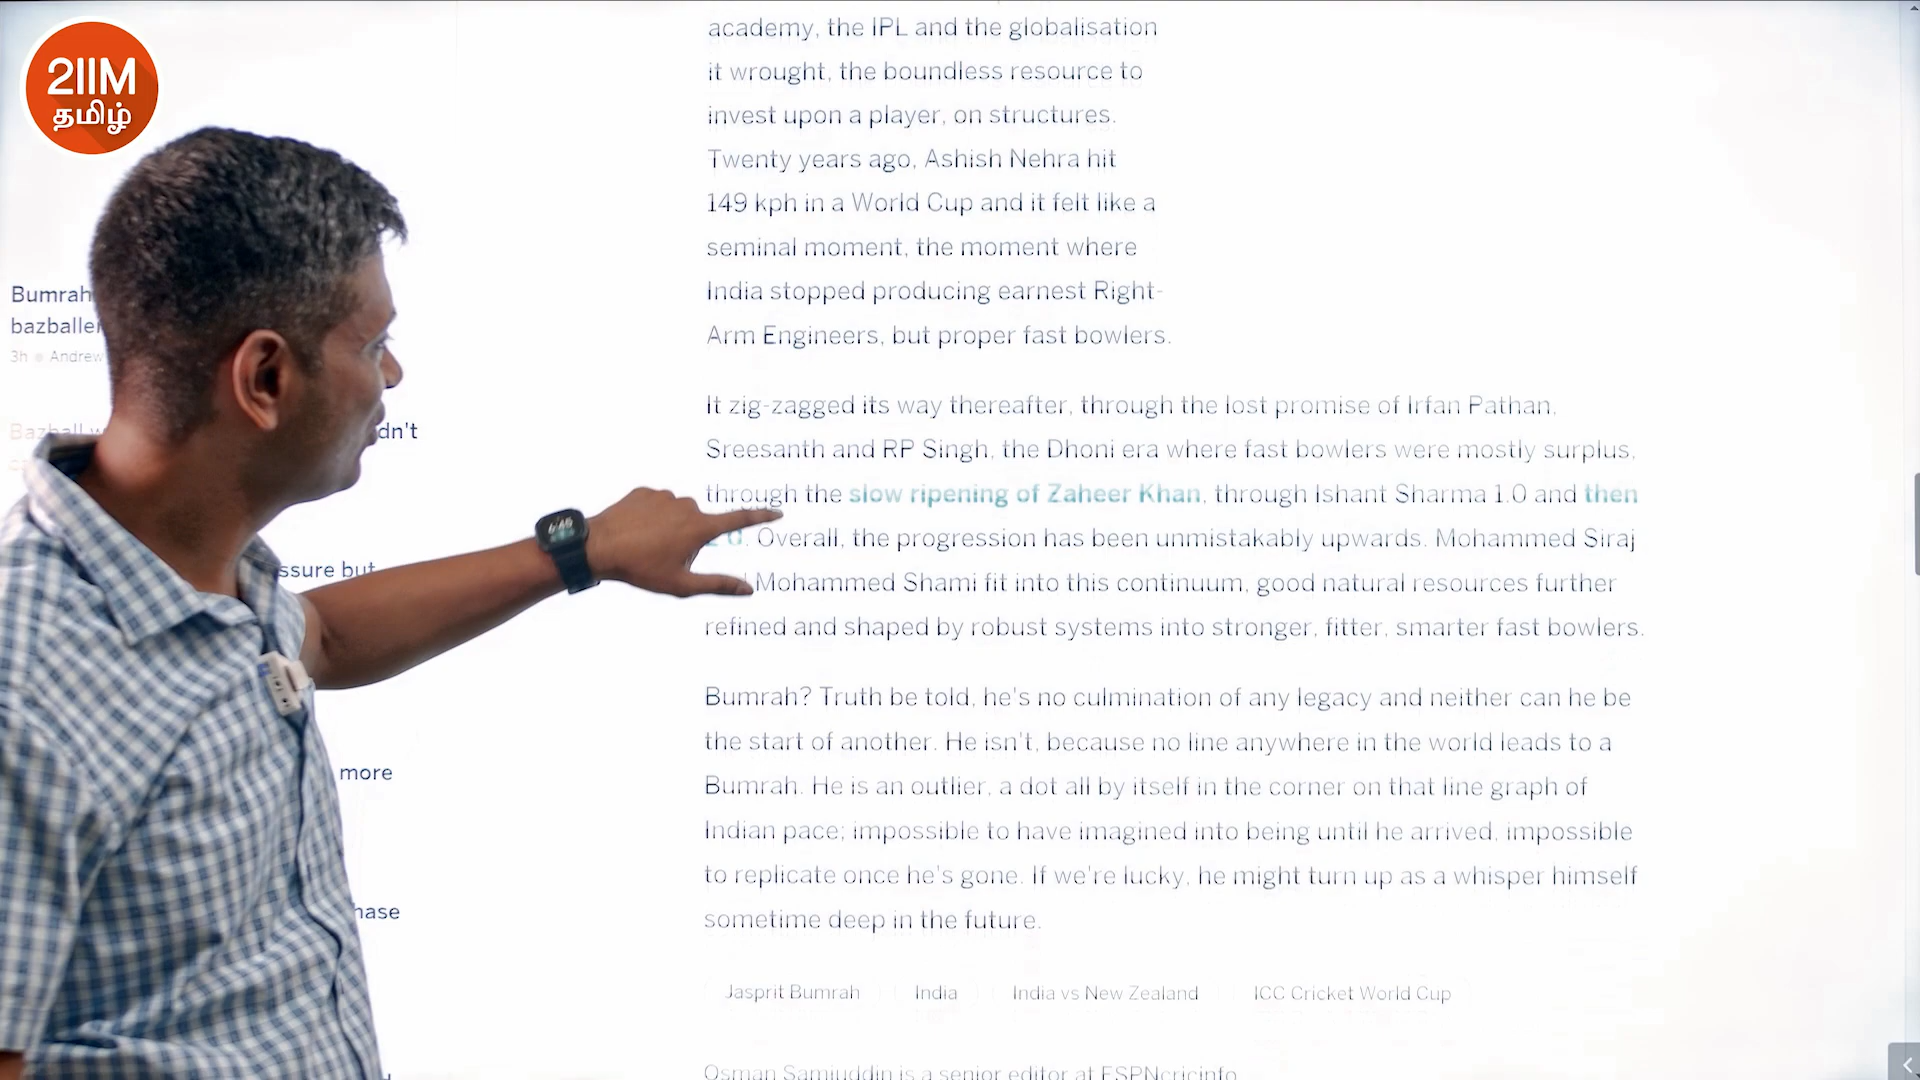 2IIM
தமிழ்
academy, the IPL and the globalisation
it wrought, the boundless resource to
invest upon a player, on structures.
Twenty years ago, Ashish Nehra hit
149 kph in a World Cup and it felt like a
seminal moment, the moment where
India stopped producing earnest Right-
Arm Engineers, but proper fast bowlers.
It zig-zagged its way thereafter, through the lost promise of Irfan Pathan,
Sreesanth and RP Singh, the Dhoni era where fast bowlers were mostly surplus,
through the slow ripening of Zaheer Khan, through Ishant Sharma 1.0 and then
2.0. Overall, the progression has been unmistakably upwards. Mohammed Siraj
Mohammed Shami fit into this continuum, good natural resources further
refined and shaped by robust systems into stronger, fitter, smarter fast bowlers.
Bumrah? Truth be told, he's no culmination of any legacy and neither can he be
the start of another. He isn't, because no line anywhere in the world leads to a
Bumrah. He is an outlier, a dot all by itself in the corner on that line graph of
Indian pace; impossible to have imagined into being until he arrived, impossible
to replicate once he's gone. If we're lucky, he might turn up as a whisper himself
sometime deep in the future.
Jasprit Bumrah India India vs New Zealand ICC Cricket World Cup
Osman Samiuddin is a senior editor at ESPNcricinfo
Bumrah
bazballe
3h Andrew
Bazball
dn't
ssure but
more
hase